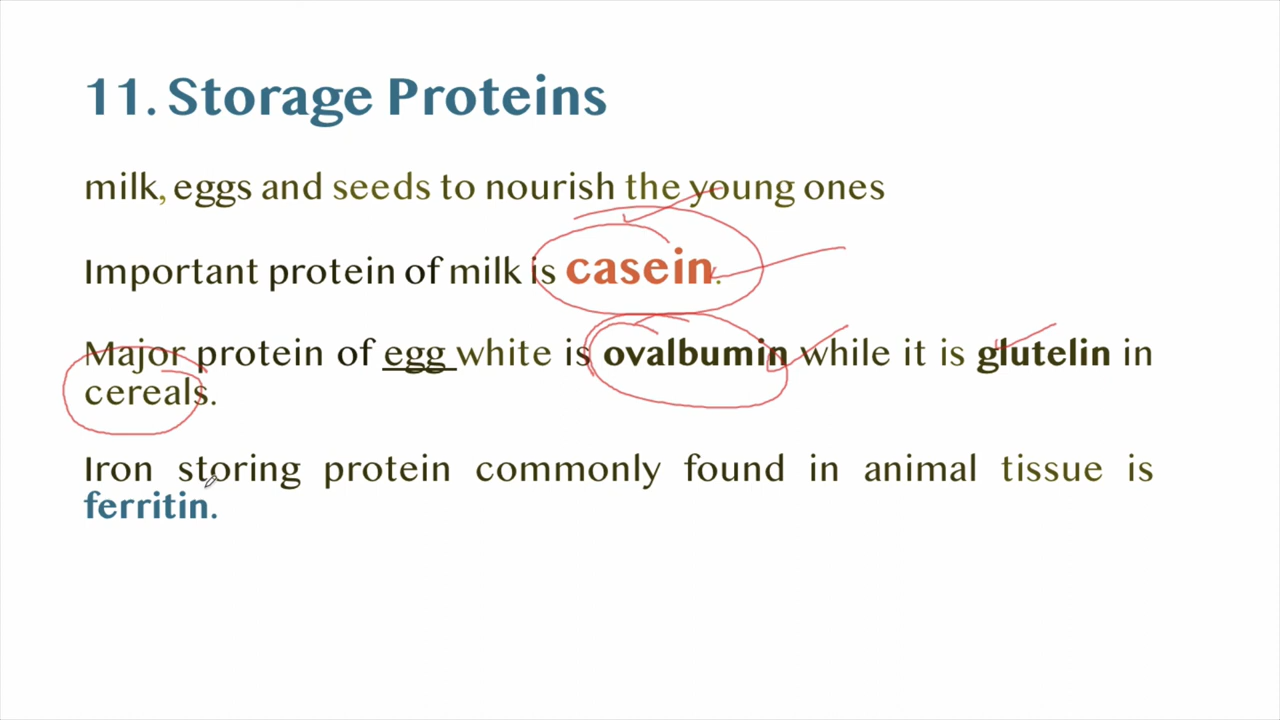 11. Storage Proteins
milk, eggs and seeds to nourish the young ones
Important protein of milk is casein.
Major protein of egg white is ovalbumin while it is glutelin in
cereals.
Iron storing protein commonly found in animal tissue is
ferritin.